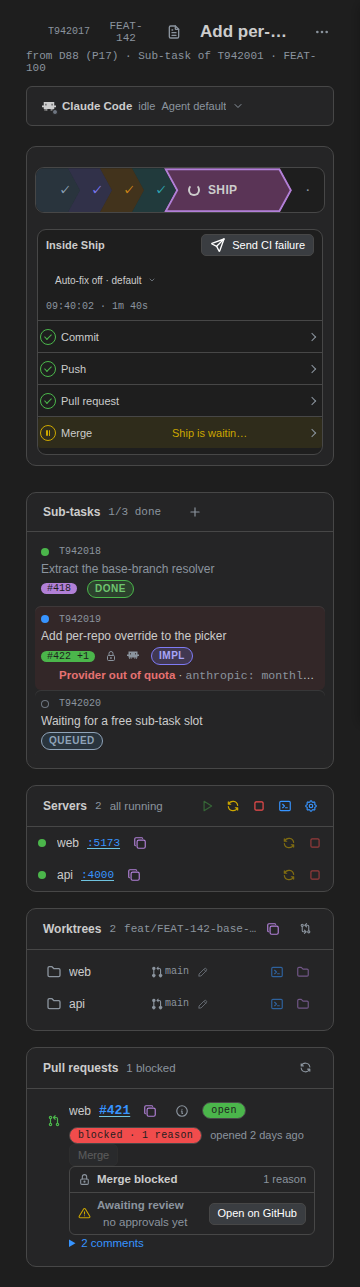 T942017 FEAT-142 Add per-…
from D88 (P17) · Sub-task of T942001 · FEAT-100
Claude Code idle Agent default
SHIP
Inside Ship Send CI failure
Auto-fix off · default
09:40:02 · 1m 40s
Commit
Push
Pull request
Merge Ship is waitin…
Sub-tasks 1/3 done
T942018
Extract the base-branch resolver
#418 DONE
T942019
Add per-repo override to the picker
#422 +1 IMPL
Provider out of quota · anthropic: monthl…
T942020
Waiting for a free sub-task slot
QUEUED
Servers 2 all running
web :5173
api :4000
Worktrees 2 feat/FEAT-142-base-…
web main
api main
Pull requests 1 blocked
web #421 open
blocked · 1 reason opened 2 days ago
Merge
Merge blocked 1 reason
Awaiting review
no approvals yet
Open on GitHub
2 comments